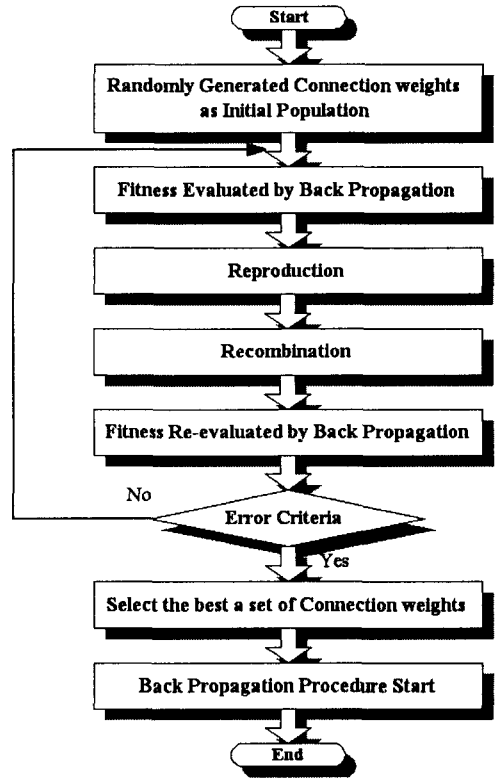 Start
Randomly Generated Connection weights
as Initial Population
Fitness Evaluated by Back Propagation
Reproduction
Recombination
Fitness Re-evaluated by Back Propagation
No
Error Criteria
Yes
Select the best a set of Connection weights
Back Propagation Procedure Start
End